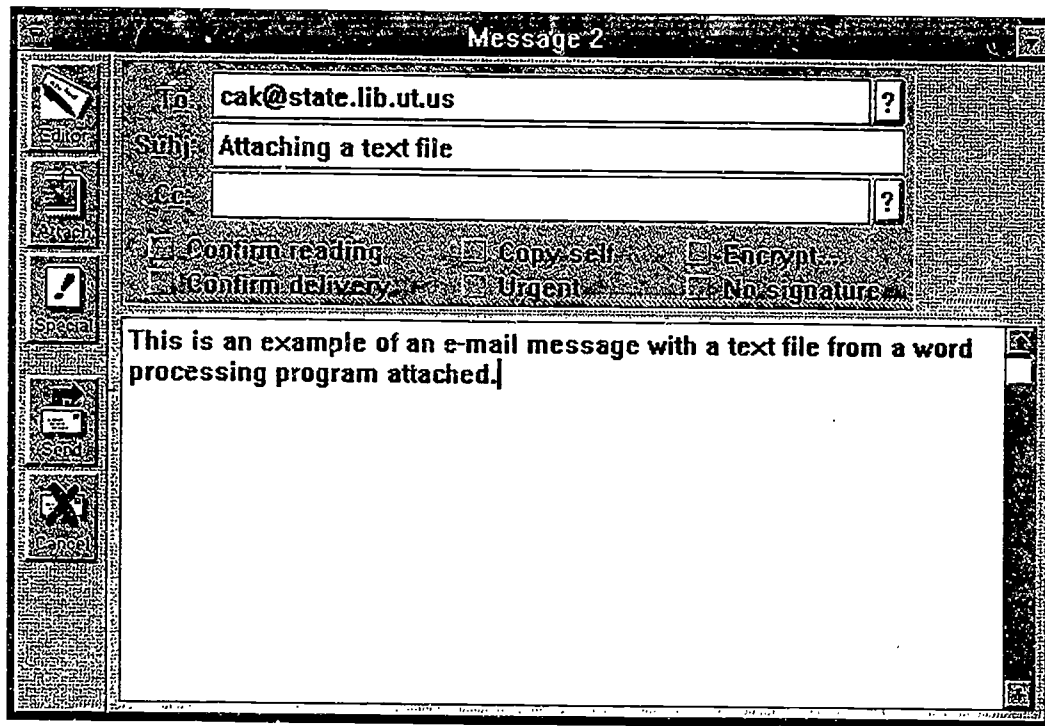 Message 2
Editor
To: cak@state.lib.ut.us ?
Attach
Subj: Attaching a text file
Cc: ?
Confirm reading Copy self Encrypt...
Confirm delivery Urgent No signature
Special
This is an example of an e-mail message with a text file from a word
processing program attached.
Send
Cancel